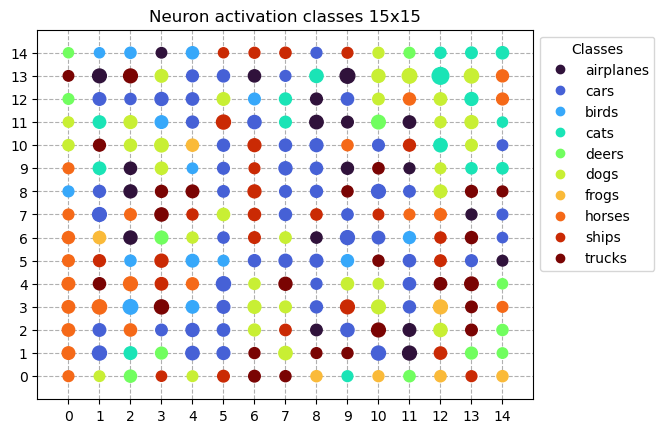 Neuron activation classes 15x15
14
13
12
11
10
9
8
7
6
5
4
3
2
1
0
0 1 2 3 4 5 6 7 8 9 10 11 12 13 14
Classes
airplanes
cars
birds
cats
deers
dogs
frogs
horses
ships
trucks